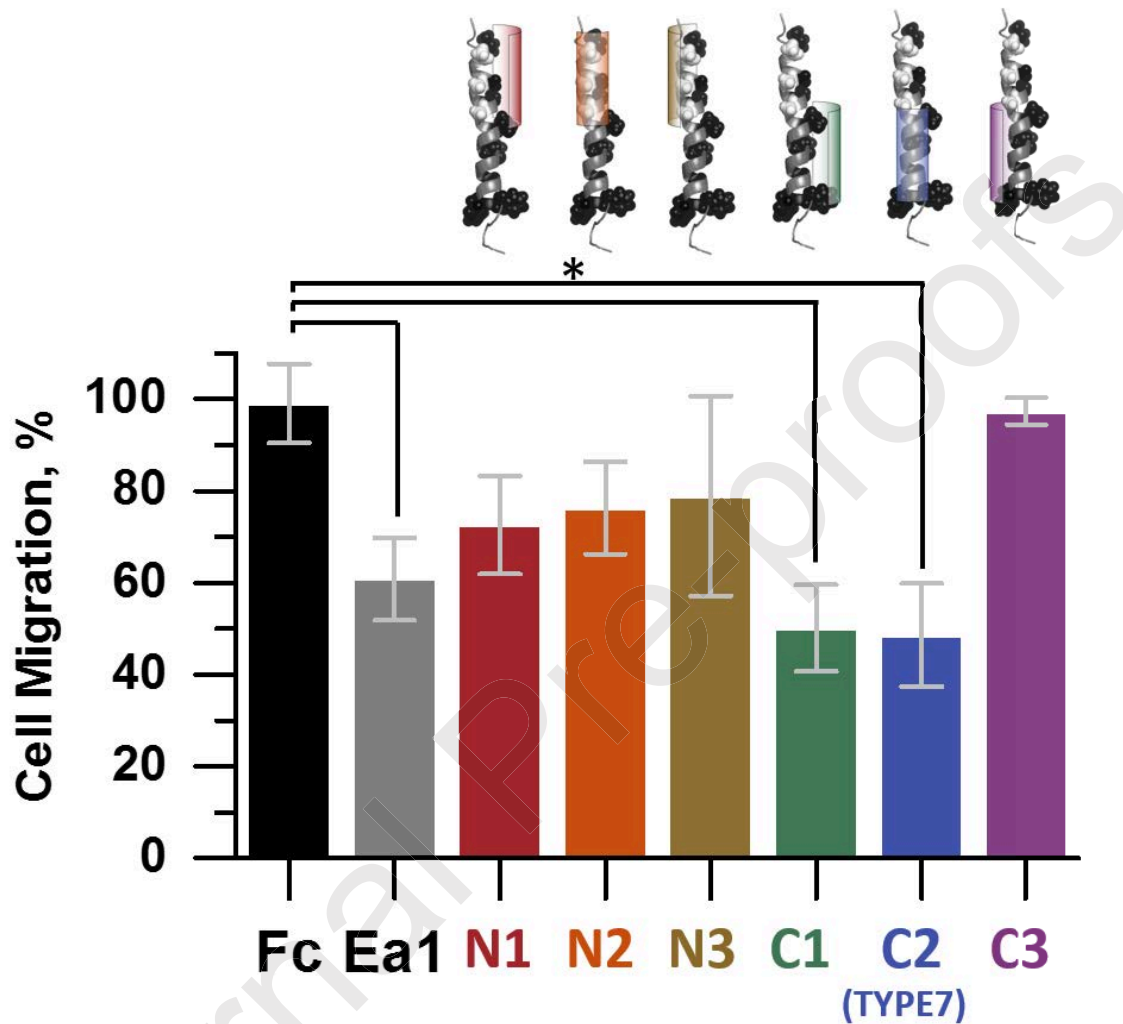 *
Cell Migration, %
100
80
60
40
20
0
Fc Ea1 N1 N2 N3 C1 C2 C3
(TYPE7)
rnal Pre-proofs